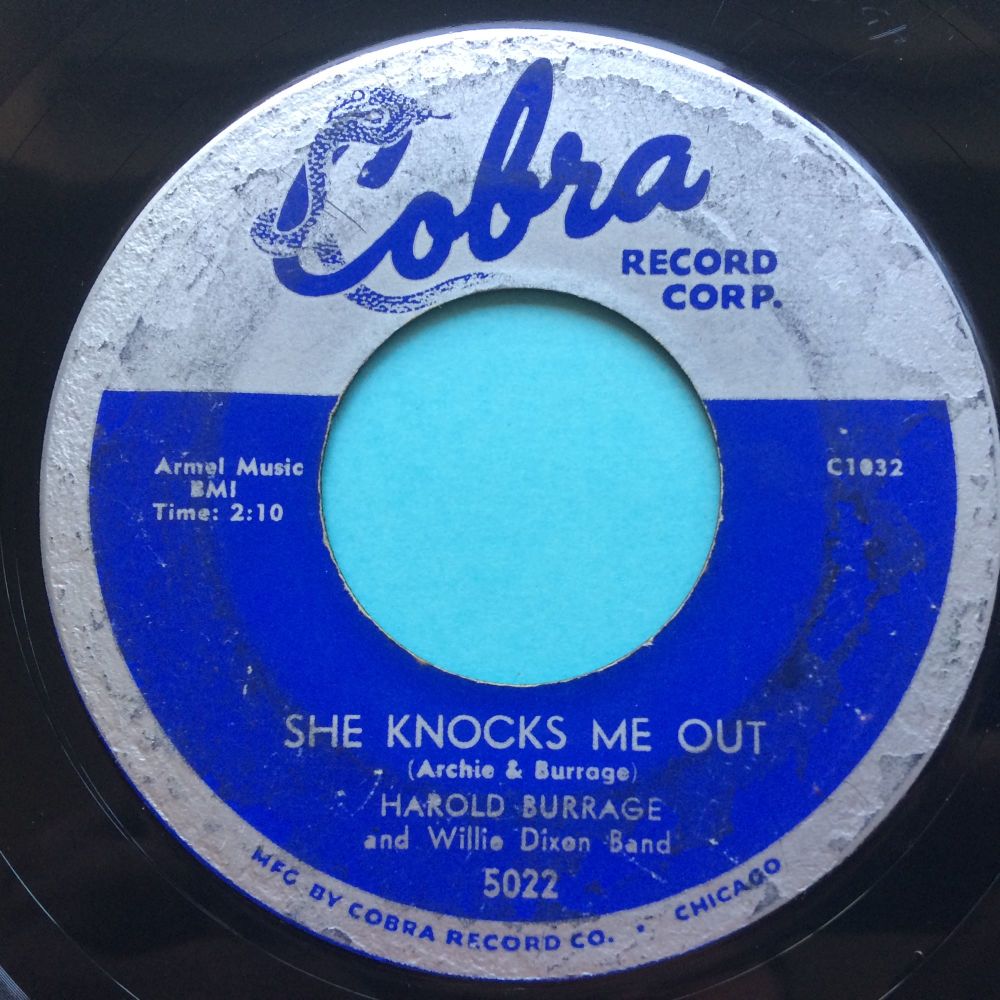 Cobra
RECORD
CORP.
Armel Music
BMI
Time: 2:10
C1032
SHE KNOCKS ME OUT
(Archie & Burrage)
HAROLD BURRAGE
and Willie Dixon Band
5022
MFG BY COBRA RECORD CO. • CHICAGO